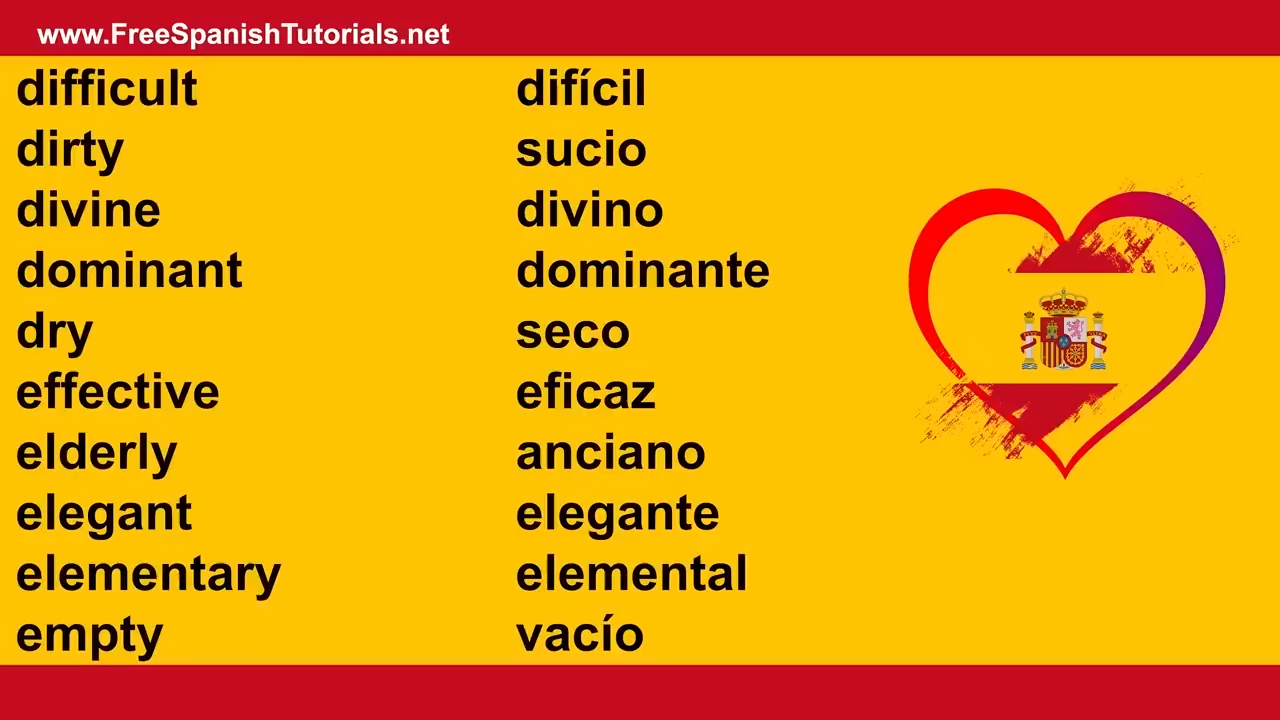 www.FreeSpanishTutorials.net
difficult difícil
dirty sucio
divine divino
dominant dominante
dry seco
effective eficaz
elderly anciano
elegant elegante
elementary elemental
empty vacío